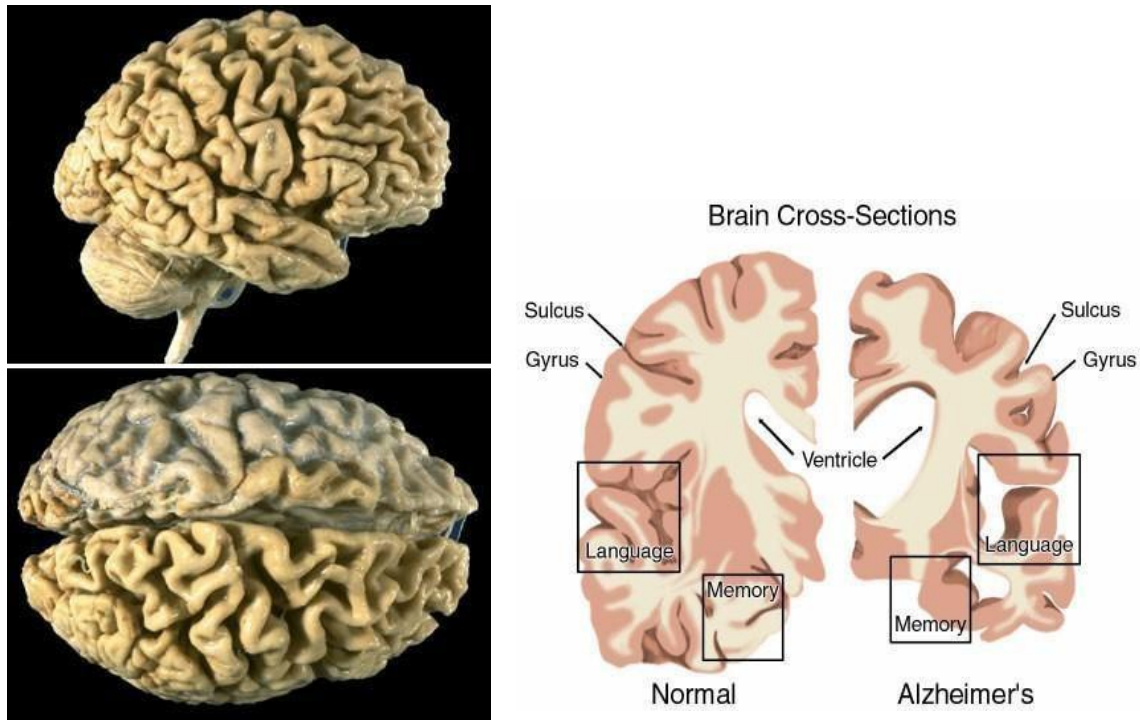 Brain Cross-Sections
Sulcus
Gyrus
Sulcus
Gyrus
Ventricle
Language
Language
Memory
Memory
Normal
Alzheimer's